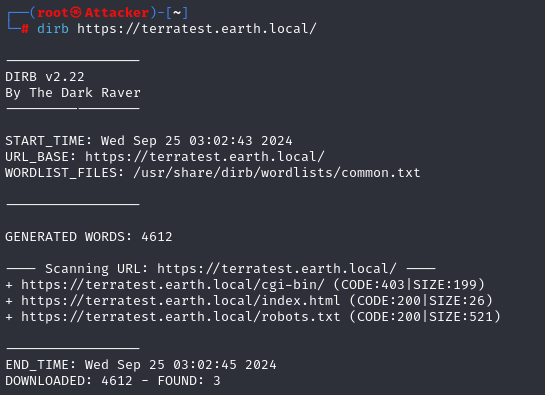 ┌──(root㉿Attacker)-[~]
└─# dirb https://terratest.earth.local/
-----------------
DIRB v2.22
By The Dark Raver
-----------------
START_TIME: Wed Sep 25 03:02:43 2024
URL_BASE: https://terratest.earth.local/
WORDLIST_FILES: /usr/share/dirb/wordlists/common.txt
-----------------
GENERATED WORDS: 4612
---- Scanning URL: https://terratest.earth.local/ ----
+ https://terratest.earth.local/cgi-bin/ (CODE:403|SIZE:199)
+ https://terratest.earth.local/index.html (CODE:200|SIZE:26)
+ https://terratest.earth.local/robots.txt (CODE:200|SIZE:521)
-----------------
END_TIME: Wed Sep 25 03:02:45 2024
DOWNLOADED: 4612 - FOUND: 3